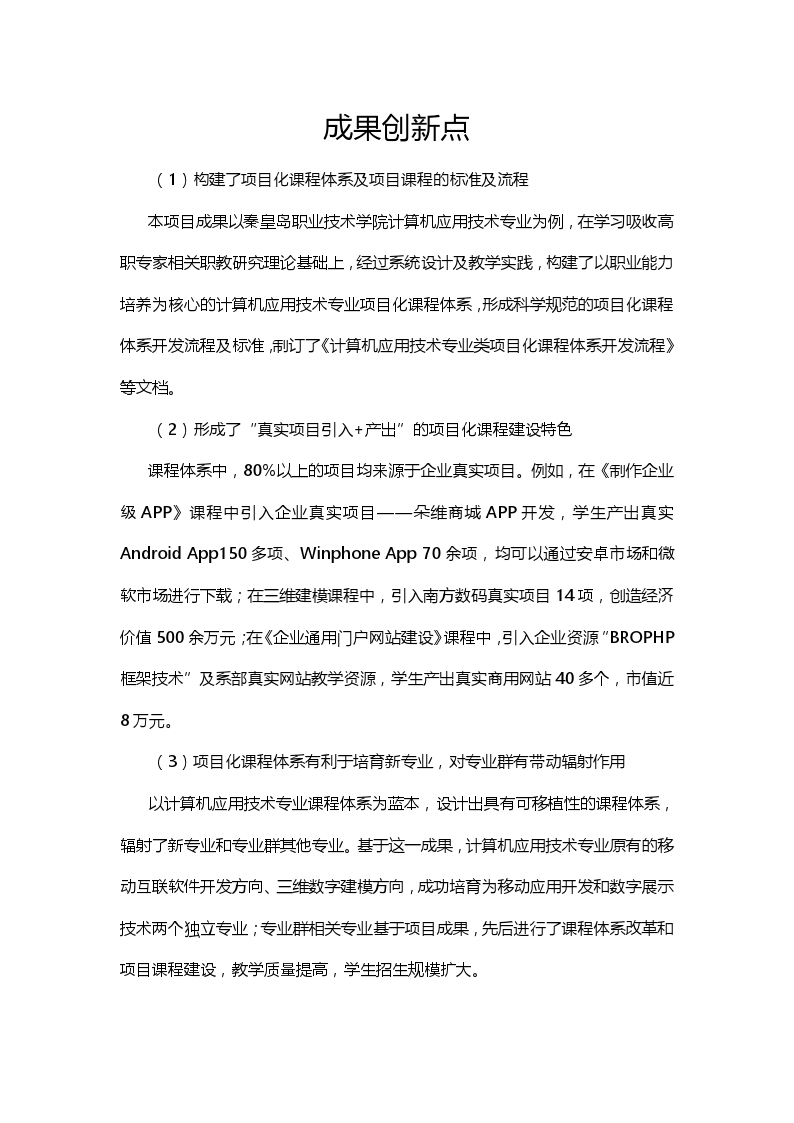 成果创新点
（1）构建了项目化课程体系及项目课程的标准及流程
本项目成果以秦皇岛职业技术学院计算机应用技术专业为例，在学习吸收高
职专家相关职教研究理论基础上，经过系统设计及教学实践，构建了以职业能力
培养为核心的计算机应用技术专业项目化课程体系，形成科学规范的项目化课程
体系开发流程及标准，制订了《计算机应用技术专业类项目化课程体系开发流程》
等文档。
（2）形成了“真实项目引入+产出”的项目化课程建设特色
课程体系中，80%以上的项目均来源于企业真实项目。例如，在《制作企业
级 APP》课程中引入企业真实项目——朵维商城 APP 开发，学生产出真实
Android App150 多项、Winphone App 70 余项，均可以通过安卓市场和微
软市场进行下载；在三维建模课程中，引入南方数码真实项目 14 项，创造经济
价值 500 余万元；在《企业通用门户网站建设》课程中，引入企业资源“BROPHP
框架技术”及系部真实网站教学资源，学生产出真实商用网站 40 多个，市值近
8 万元。
（3）项目化课程体系有利于培育新专业，对专业群有带动辐射作用
以计算机应用技术专业课程体系为蓝本，设计出具有可移植性的课程体系，
辐射了新专业和专业群其他专业。基于这一成果，计算机应用技术专业原有的移
动互联软件开发方向、三维数字建模方向，成功培育为移动应用开发和数字展示
技术两个独立专业；专业群相关专业基于项目成果，先后进行了课程体系改革和
项目课程建设，教学质量提高，学生招生规模扩大。